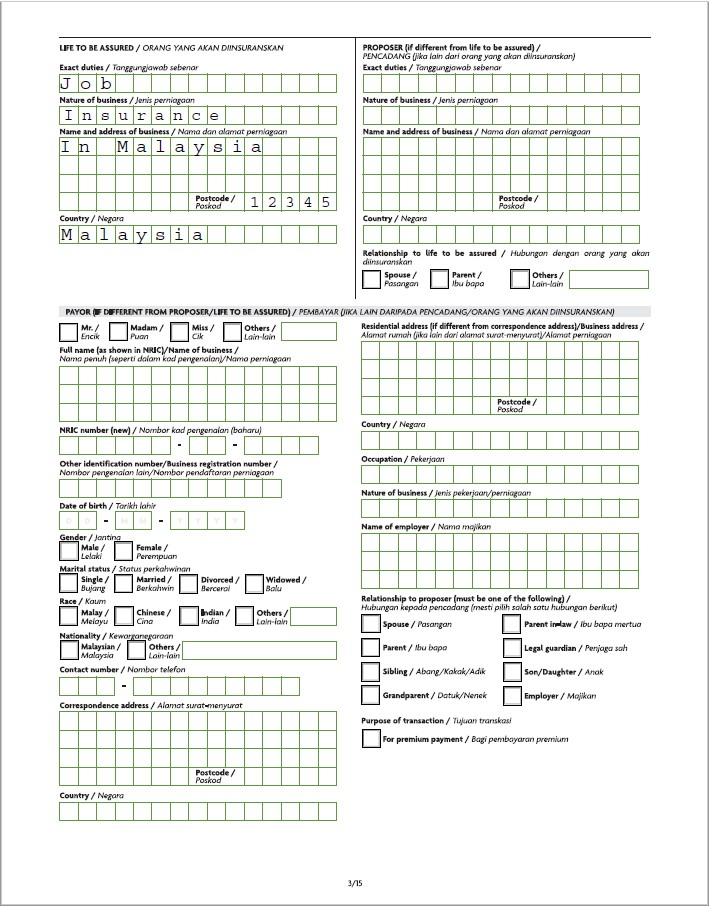 LIFE TO BE ASSURED / ORANG YANG AKAN DIINSURANSKAN
Exact duties / Tanggungjawab sebenar
Job
Nature of business / Jenis perniagaan
Insurance
Name and address of business / Nama dan alamat perniagaan
In Malaysia
Postcode /
Poskod
12345
Country / Negara
Malaysia
PROPOSER (if different from life to be assured) /
PENCADANG (jika lain dari orang yang akan diinsuranskan)
Exact duties / Tanggungjawab sebenar
Nature of business / Jenis perniagaan
Name and address of business / Nama dan alamat perniagaan
Postcode /
Poskod
Country / Negara
Relationship to life to be assured / Hubungan dengan orang yang akan
diinsuranskan
Spouse /
Pasangan
Parent /
Ibu bapa
Others /
Lain-lain
PAYOR (IF DIFFERENT FROM PROPOSER/LIFE TO BE ASSURED) / PEMBAYAR (JIKA LAIN DARIPADA PENCADANG/ORANG YANG AKAN DIINSURANSKAN)
Mr. /
Encik
Madam /
Puan
Miss /
Cik
Others /
Lain-lain
Full name (as shown in NRIC)/Name of business /
Nama penuh (seperti dalam kad pengenalan)/Nama perniagaan
NRIC number (new) / Nombor kad pengenalan (baharu)
- -
Other identification number/Business registration number /
Nombor pengenalan lain/Nombor pendaftaran perniagaan
Date of birth / Tarikh lahir
D D - M M - Y Y Y Y
Gender / Jantina
Male /
Lelaki
Female /
Perempuan
Marital status / Status perkahwinan
Single /
Bujang
Married /
Berkahwin
Divorced /
Bercerai
Widowed /
Balu
Race / Kaum
Malay /
Melayu
Chinese /
Cina
Indian /
India
Others /
Lain-lain
Nationality / Kewarganegaraan
Malaysian /
Malaysia
Others /
Lain-lain
Contact number / Nombor telefon
-
Correspondence address / Alamat surat-menyurat
Postcode /
Poskod
Country / Negara
Residential address (if different from correspondence address)/Business address /
Alamat rumah (jika lain dari alamat surat-menyurat)/Alamat perniagaan
Postcode /
Poskod
Country / Negara
Occupation / Pekerjaan
Nature of business / Jenis pekerjaan/perniagaan
Name of employer / Nama majikan
Relationship to proposer (must be one of the following) /
Hubungan kepada pencadang (mesti pilih salah satu hubungan berikut)
Spouse / Pasangan
Parent in-law / Ibu bapa mertua
Parent / Ibu bapa
Legal guardian / Penjaga sah
Sibling / Abang/Kakak/Adik
Son/Daughter / Anak
Grandparent / Datuk/Nenek
Employer / Majikan
Purpose of transaction / Tujuan transkasi
For premium payment / Bagi pembayaran premium
3/15